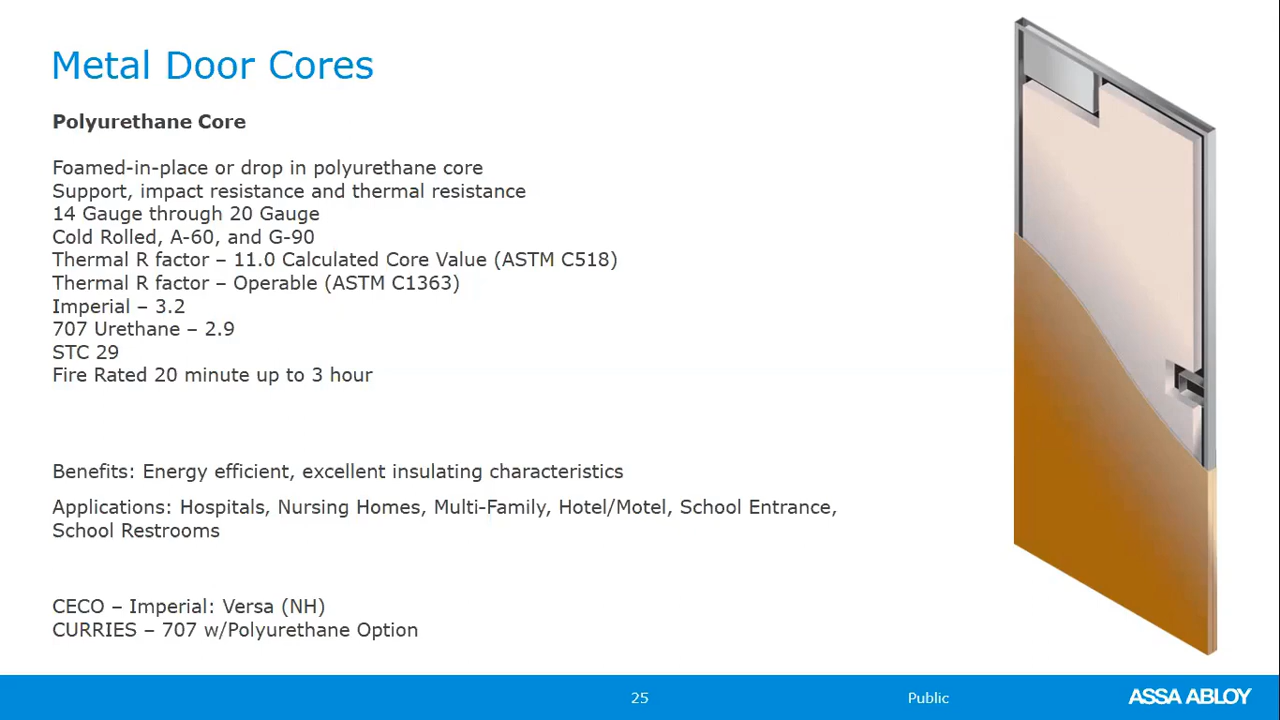 Metal Door Cores
Polyurethane Core
Foamed-in-place or drop in polyurethane core
Support, impact resistance and thermal resistance
14 Gauge through 20 Gauge
Cold Rolled, A-60, and G-90
Thermal R factor – 11.0 Calculated Core Value (ASTM C518)
Thermal R factor – Operable (ASTM C1363)
Imperial – 3.2
707 Urethane – 2.9
STC 29
Fire Rated 20 minute up to 3 hour
Benefits: Energy efficient, excellent insulating characteristics
Applications: Hospitals, Nursing Homes, Multi-Family, Hotel/Motel, School Entrance,
School Restrooms
CECO – Imperial: Versa (NH)
CURRIES – 707 w/Polyurethane Option
25
Public
ASSA ABLOY